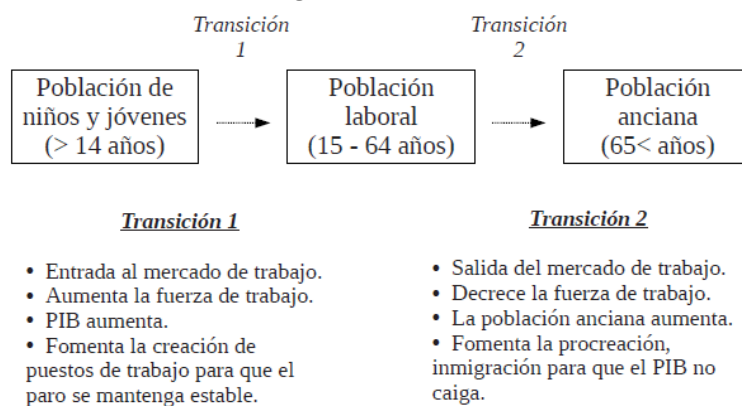 Transición
1
Transición
2
Población de
niños y jóvenes
(> 14 años)
Población
laboral
(15 - 64 años)
Población
anciana
(65< años)
Transición 1
• Entrada al mercado de trabajo.
• Aumenta la fuerza de trabajo.
• PIB aumenta.
• Fomenta la creación de
puestos de trabajo para que el
paro se mantenga estable.
Transición 2
• Salida del mercado de trabajo.
• Decrece la fuerza de trabajo.
• La población anciana aumenta.
• Fomenta la procreación,
inmigración para que el PIB no
caiga.